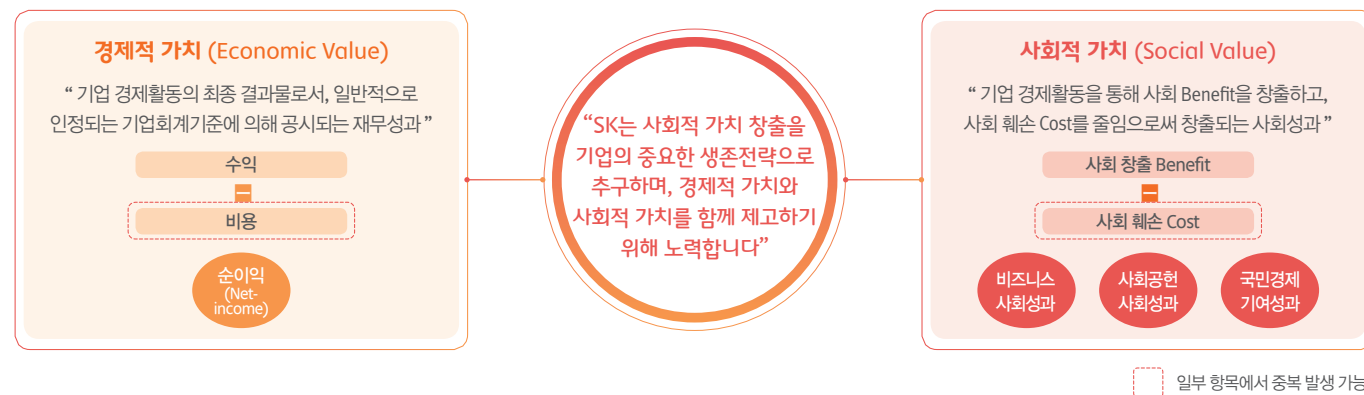 경제적 가치 (Economic Value)
“ 기업 경제활동의 최종 결과물로서, 일반적으로
인정되는 기업회계기준에 의해 공시되는 재무성과 ”
수익
비용
순이익
(Net-
income)
“SK는 사회적 가치 창출을
기업의 중요한 생존전략으로
추구하며, 경제적 가치와
사회적 가치를 함께 제고하기
위해 노력합니다”
사회적 가치 (Social Value)
“ 기업 경제활동을 통해 사회 Benefit을 창출하고,
사회 훼손 Cost를 줄임으로써 창출되는 사회성과 ”
사회 창출 Benefit
사회 훼손 Cost
비즈니스
사회성과
사회공헌
사회성과
국민경제
기여성과
일부 항목에서 중복 발생 가능